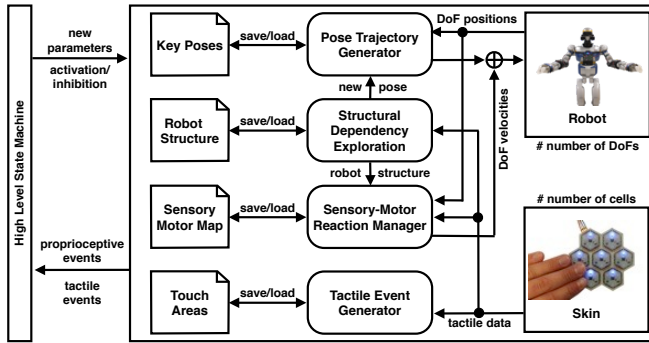 High Level State Machine
new
parameters
activation/
inhibition
proprioceptive
events
tactile
events
Key Poses
save/load
Pose Trajectory
Generator
DoF positions
new pose
Robot
Structure
save/load
Structural
Dependency
Exploration
DoF velocities
robot structure
Sensory
Motor Map
save/load
Sensory-Motor
Reaction Manager
Touch
Areas
save/load
Tactile Event
Generator
tactile data
Robot
# number of DoFs
# number of cells
Skin